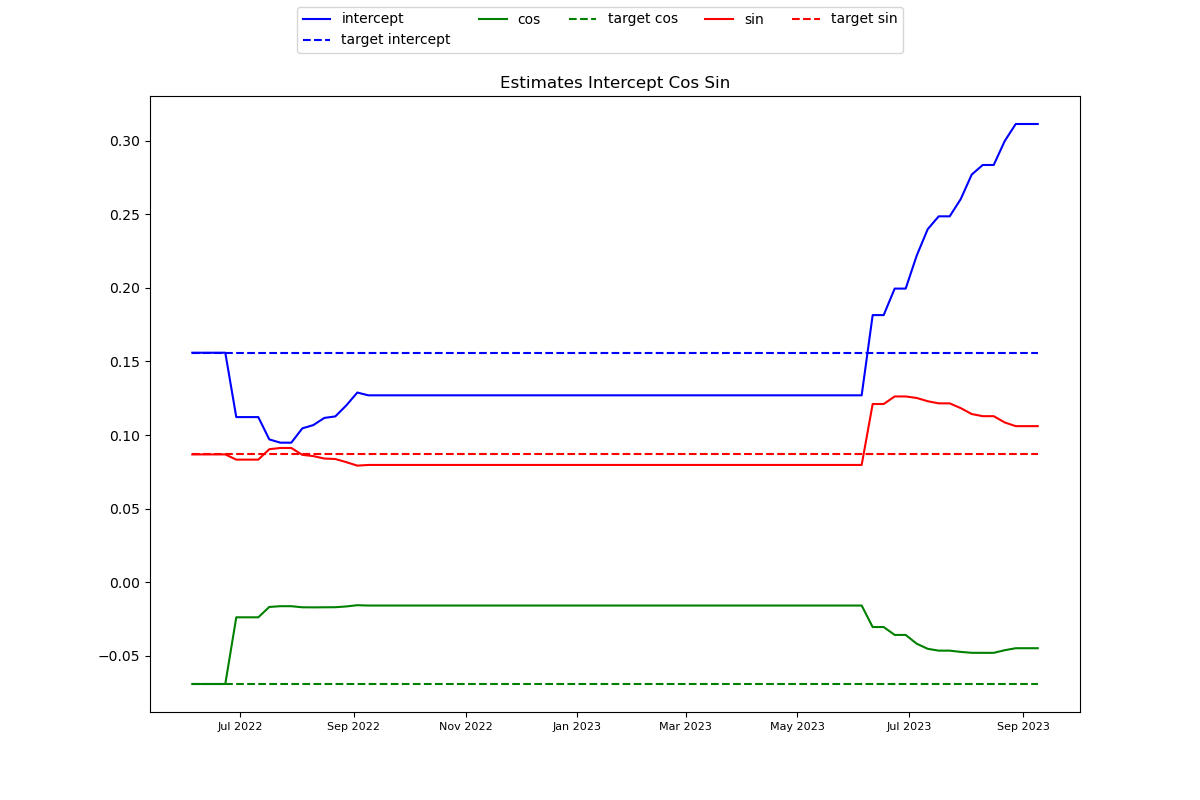 intercept cos target cos sin target sin
target intercept
Estimates Intercept Cos Sin
0.30
0.25
0.20
0.15
0.10
0.05
0.00
−0.05
Jul 2022 Sep 2022 Nov 2022 Jan 2023 Mar 2023 May 2023 Jul 2023 Sep 2023